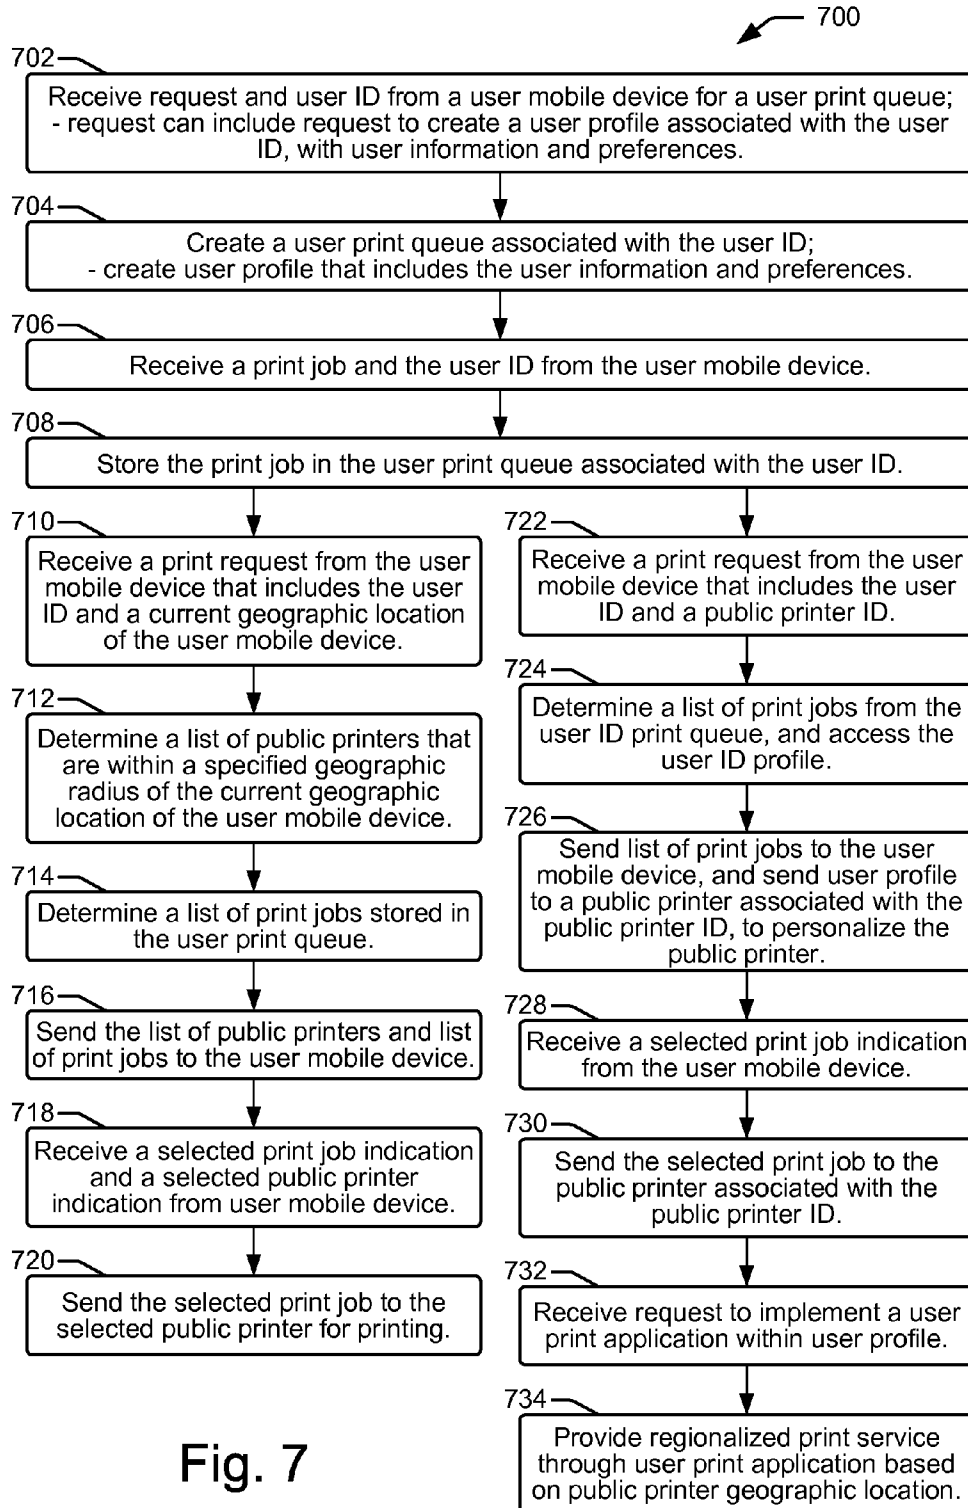 700
702
Receive request and user ID from a user mobile device for a user print queue;
- request can include request to create a user profile associated with the user
ID, with user information and preferences.
704
Create a user print queue associated with the user ID;
- create user profile that includes the user information and preferences.
706
Receive a print job and the user ID from the user mobile device.
708
Store the print job in the user print queue associated with the user ID.
710
Receive a print request from the user
mobile device that includes the user
ID and a current geographic location
of the user mobile device.
712
Determine a list of public printers that
are within a specified geographic
radius of the current geographic
location of the user mobile device.
714
Determine a list of print jobs stored in
the user print queue.
716
Send the list of public printers and list
of print jobs to the user mobile device.
718
Receive a selected print job indication
and a selected public printer
indication from user mobile device.
720
Send the selected print job to the
selected public printer for printing.
722
Receive a print request from the user
mobile device that includes the user
ID and a public printer ID.
724
Determine a list of print jobs from the
user ID print queue, and access the
user ID profile.
726
Send list of print jobs to the user
mobile device, and send user profile
to a public printer associated with the
public printer ID, to personalize the
public printer.
728
Receive a selected print job indication
from the user mobile device.
730
Send the selected print job to the
public printer associated with the
public printer ID.
732
Receive request to implement a user
print application within user profile.
734
Provide regionalized print service
through user print application based
on public printer geographic location.
Fig. 7